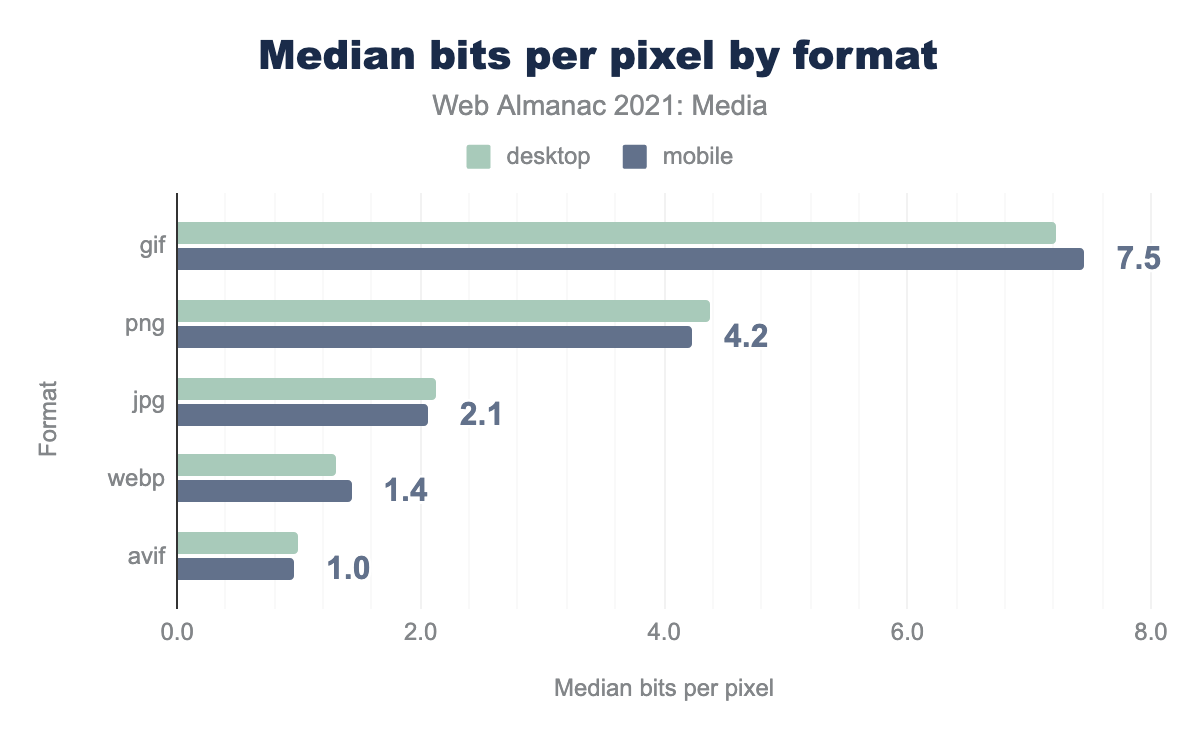 Median bits per pixel by format
Web Almanac 2021: Media
desktop mobile
gif 7.5
png 4.2
jpg 2.1
webp 1.4
avif 1.0
Format
0.0 2.0 4.0 6.0 8.0
Median bits per pixel